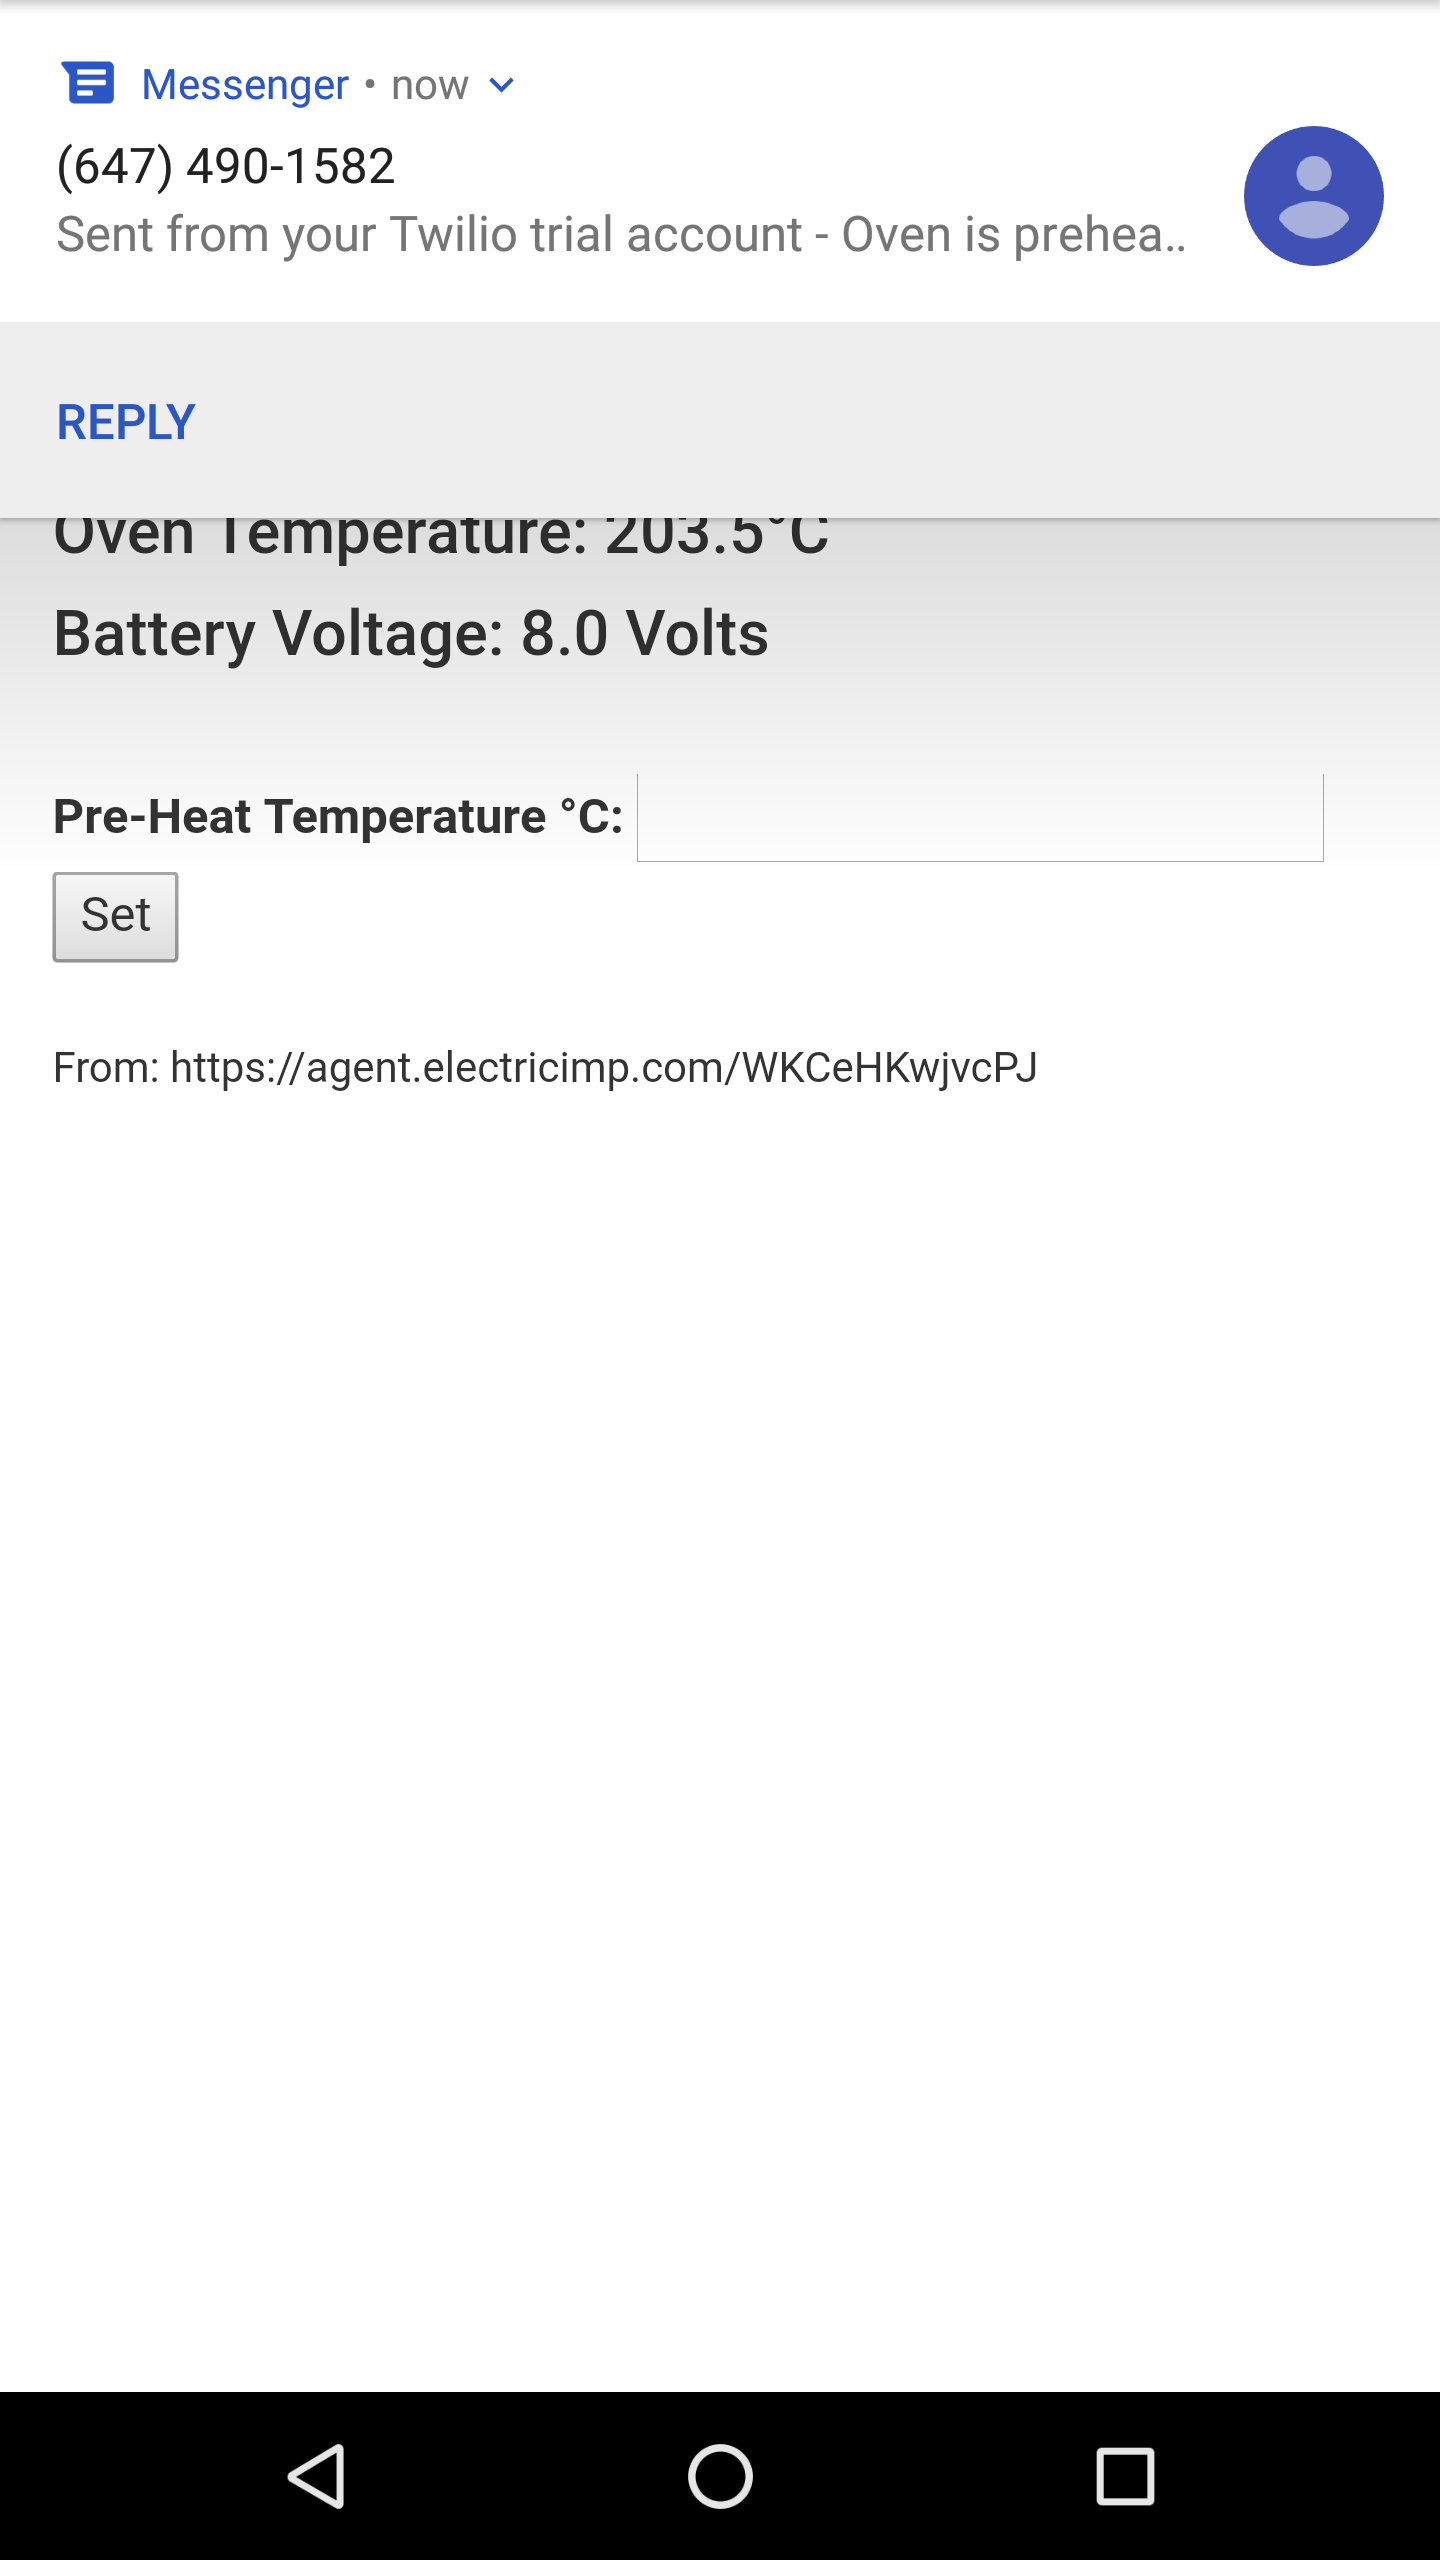 Messenger • now
(647) 490-1582
Sent from your Twilio trial account - Oven is prehea..
REPLY
Oven Temperature: 203.5°C
Battery Voltage: 8.0 Volts
Pre-Heat Temperature °C:
Set
From: https://agent.electricimp.com/WKCeHKwjvcPJ